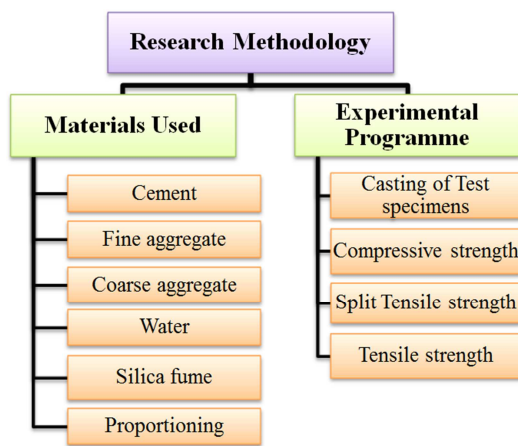 Research Methodology
Materials Used
Cement
Fine aggregate
Coarse aggregate
Water
Silica fume
Proportioning
Experimental
Programme
Casting of Test
specimens
Compressive strength
Split Tensile strength
Tensile strength